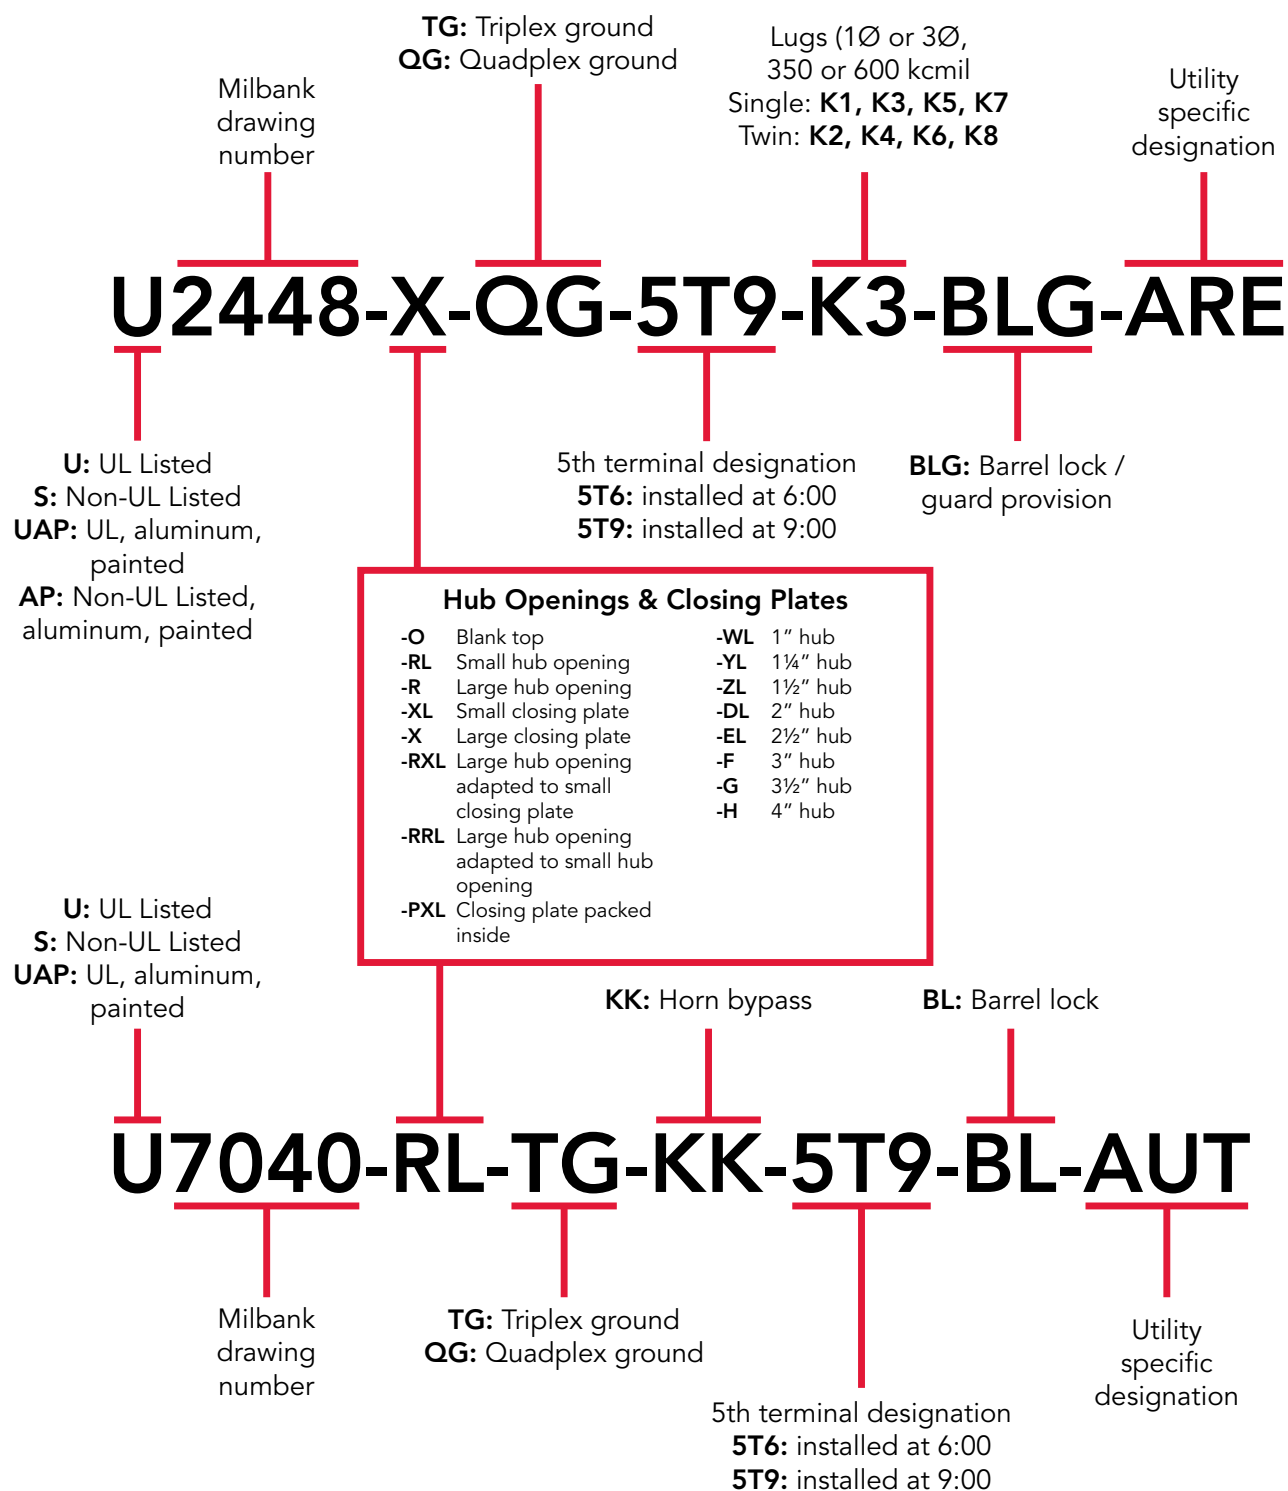 TG: Triplex ground
QG: Quadplex ground
Lugs (1Ø or 3Ø,
350 or 600 kcmil
Single: K1, K3, K5, K7
Twin: K2, K4, K6, K8
Milbank
drawing
number
Utility
specific
designation
U2448-X-QG-5T9-K3-BLG-ARE
U: UL Listed
S: Non-UL Listed
UAP: UL, aluminum,
painted
AP: Non-UL Listed,
aluminum, painted
5th terminal designation
5T6: installed at 6:00
5T9: installed at 9:00
BLG: Barrel lock /
guard provision
Hub Openings & Closing Plates
-O Blank top
-RL Small hub opening
-R Large hub opening
-XL Small closing plate
-X Large closing plate
-RXL Large hub opening
adapted to small
closing plate
-RRL Large hub opening
adapted to small hub
opening
-PXL Closing plate packed
inside
-WL 1" hub
-YL 1¼" hub
-ZL 1½" hub
-DL 2" hub
-EL 2½" hub
-F 3" hub
-G 3½" hub
-H 4" hub
U: UL Listed
S: Non-UL Listed
UAP: UL, aluminum,
painted
KK: Horn bypass
BL: Barrel lock
U7040-RL-TG-KK-5T9-BL-AUT
Milbank
drawing
number
TG: Triplex ground
QG: Quadplex ground
5th terminal designation
5T6: installed at 6:00
5T9: installed at 9:00
Utility
specific
designation